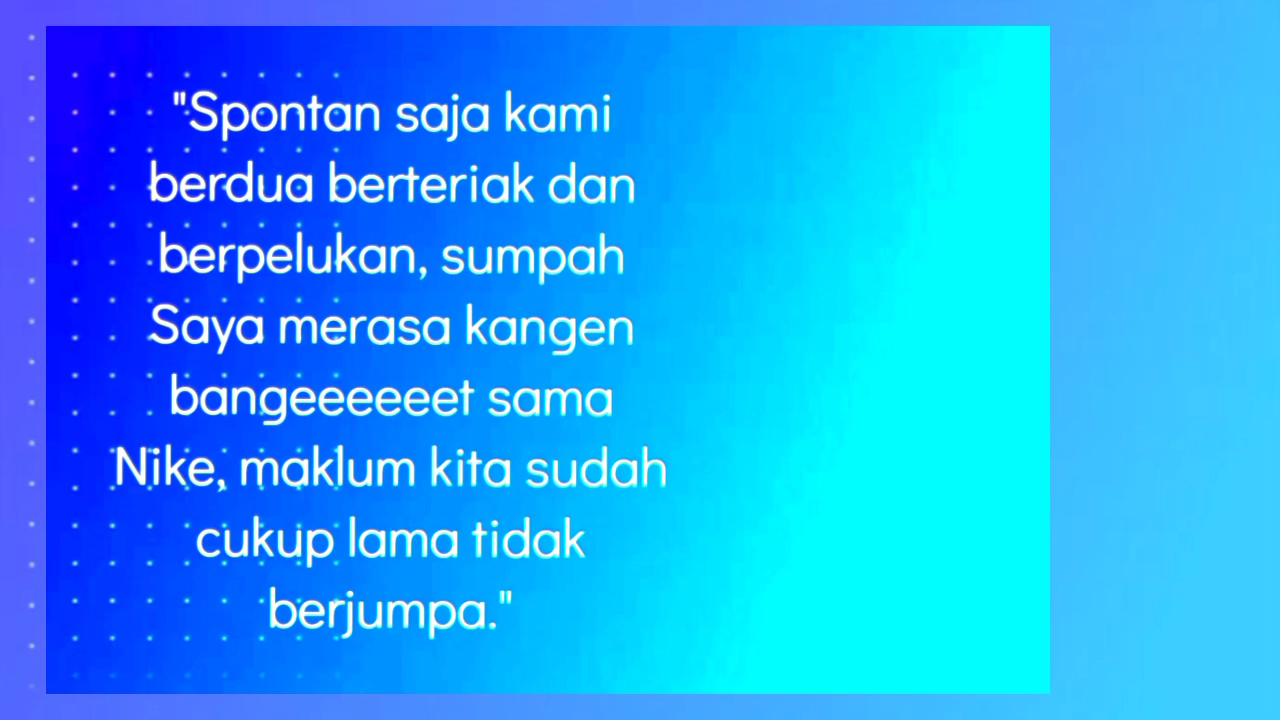 "Spontan saja kami
berdua berteriak dan
berpelukan, sumpah
Saya merasa kangen
bangeeeeeet sama
Nike, maklum kita sudah
cukup lama tidak
berjumpa."